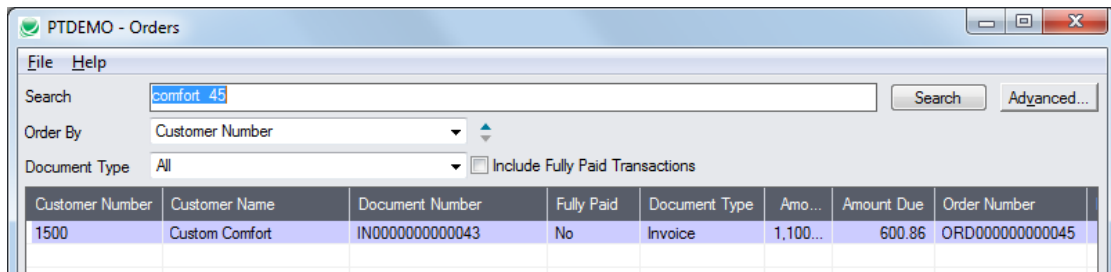 PTDEMO - Orders
File Help
Search comfort 45 Search Advanced...
Order By Customer Number
Document Type All Include Fully Paid Transactions
Customer Number Customer Name Document Number Fully Paid Document Type Amo... Amount Due Order Number
1500 Custom Comfort IN0000000000043 No Invoice 1,100... 600.86 ORD000000000045